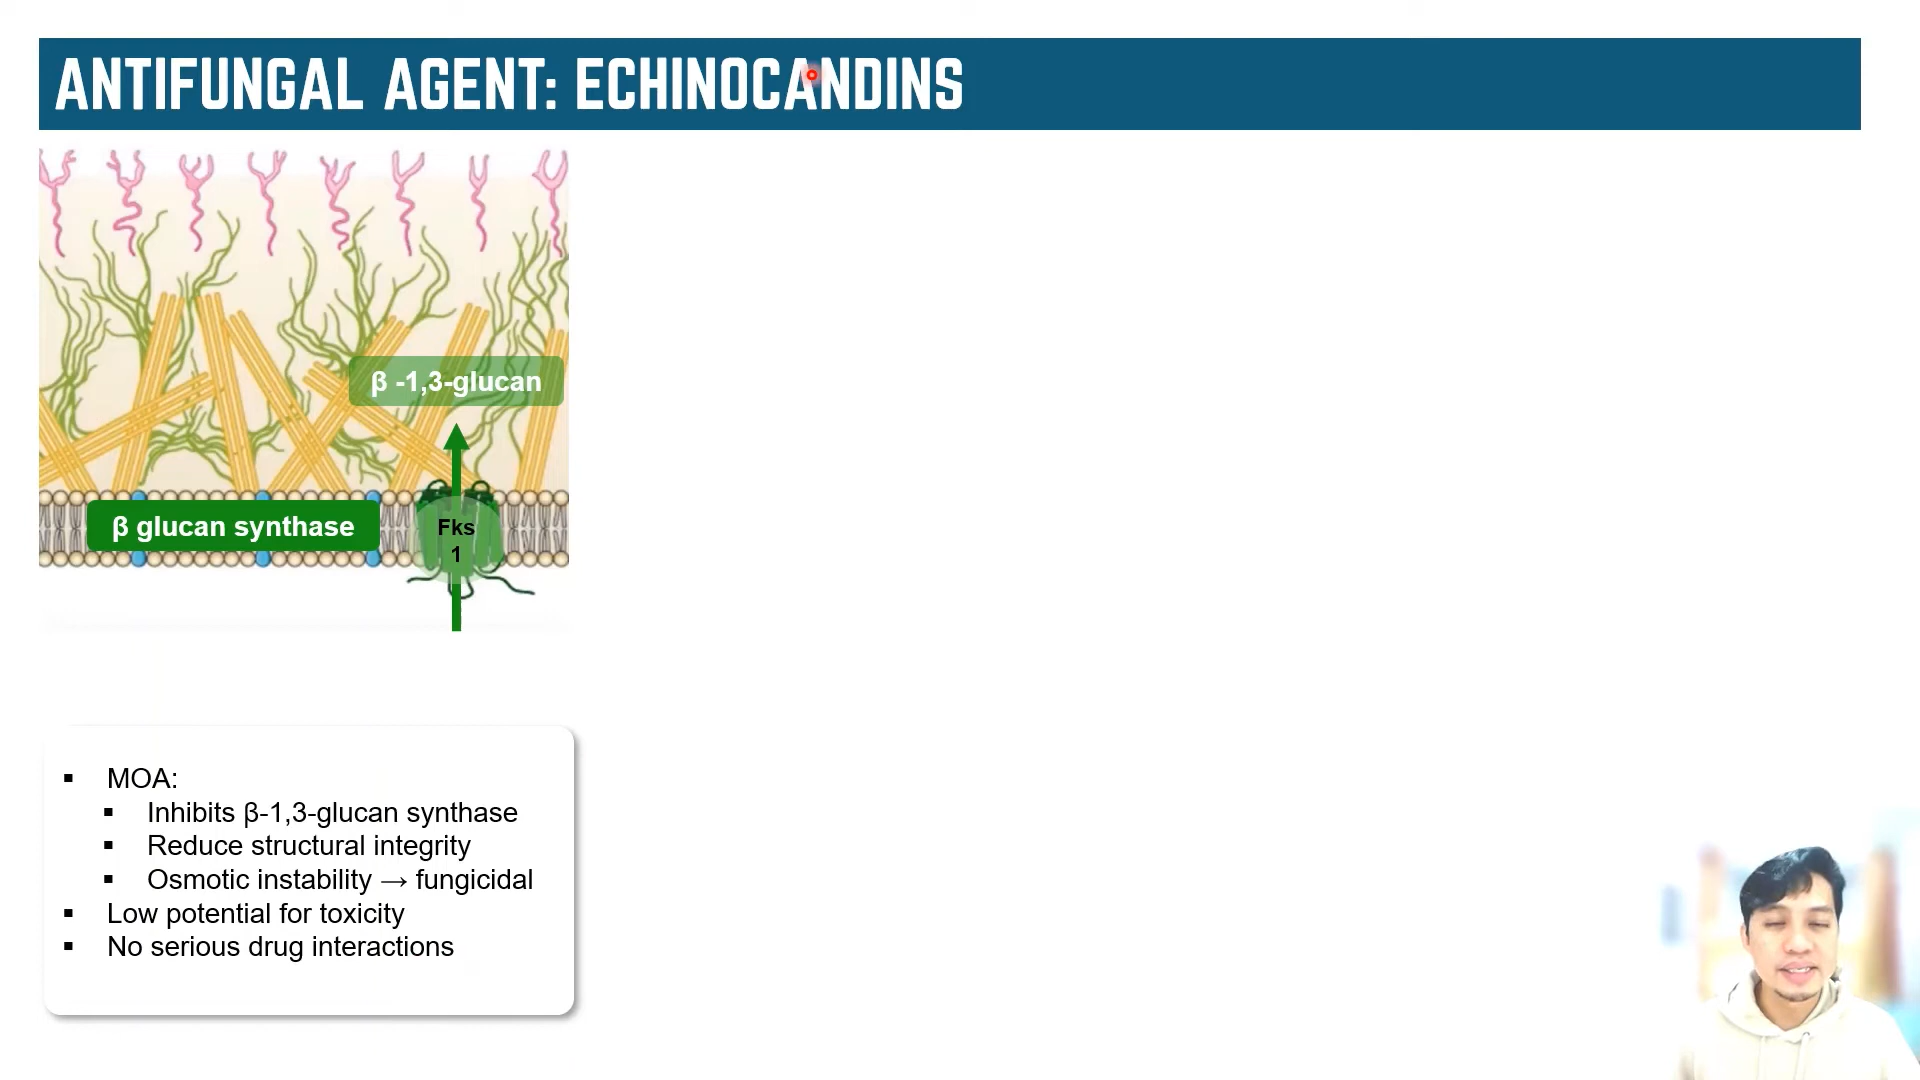 ANTIFUNGAL AGENT: ECHINOCANDINS
β -1,3-glucan
β glucan synthase
Fks
1
▪ MOA:
▪ Inhibits β-1,3-glucan synthase
▪ Reduce structural integrity
▪ Osmotic instability → fungicidal
▪ Low potential for toxicity
▪ No serious drug interactions